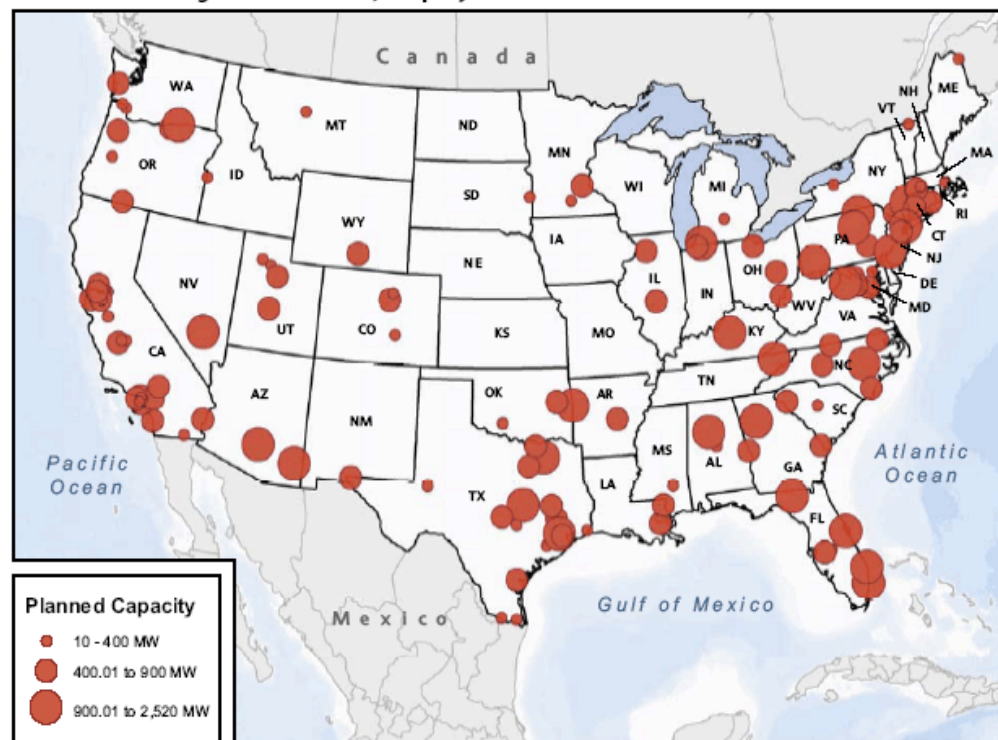 Canada
WA
MT
ND
MN
VT
NH
ME
OR
ID
SD
WI
MI
NY
MA
RI
WY
IA
PA
CT
NJ
NE
IL
IN
OH
DE
NV
UT
CO
WV
MD
KS
MO
KY
VA
CA
TN
NC
AZ
NM
OK
AR
SC
MS
AL
GA
TX
LA
FL
Pacific
Ocean
Atlantic
Ocean
Mexico
Gulf of Mexico
Planned Capacity
10 - 400 MW
400.01 to 900 MW
900.01 to 2,520 MW